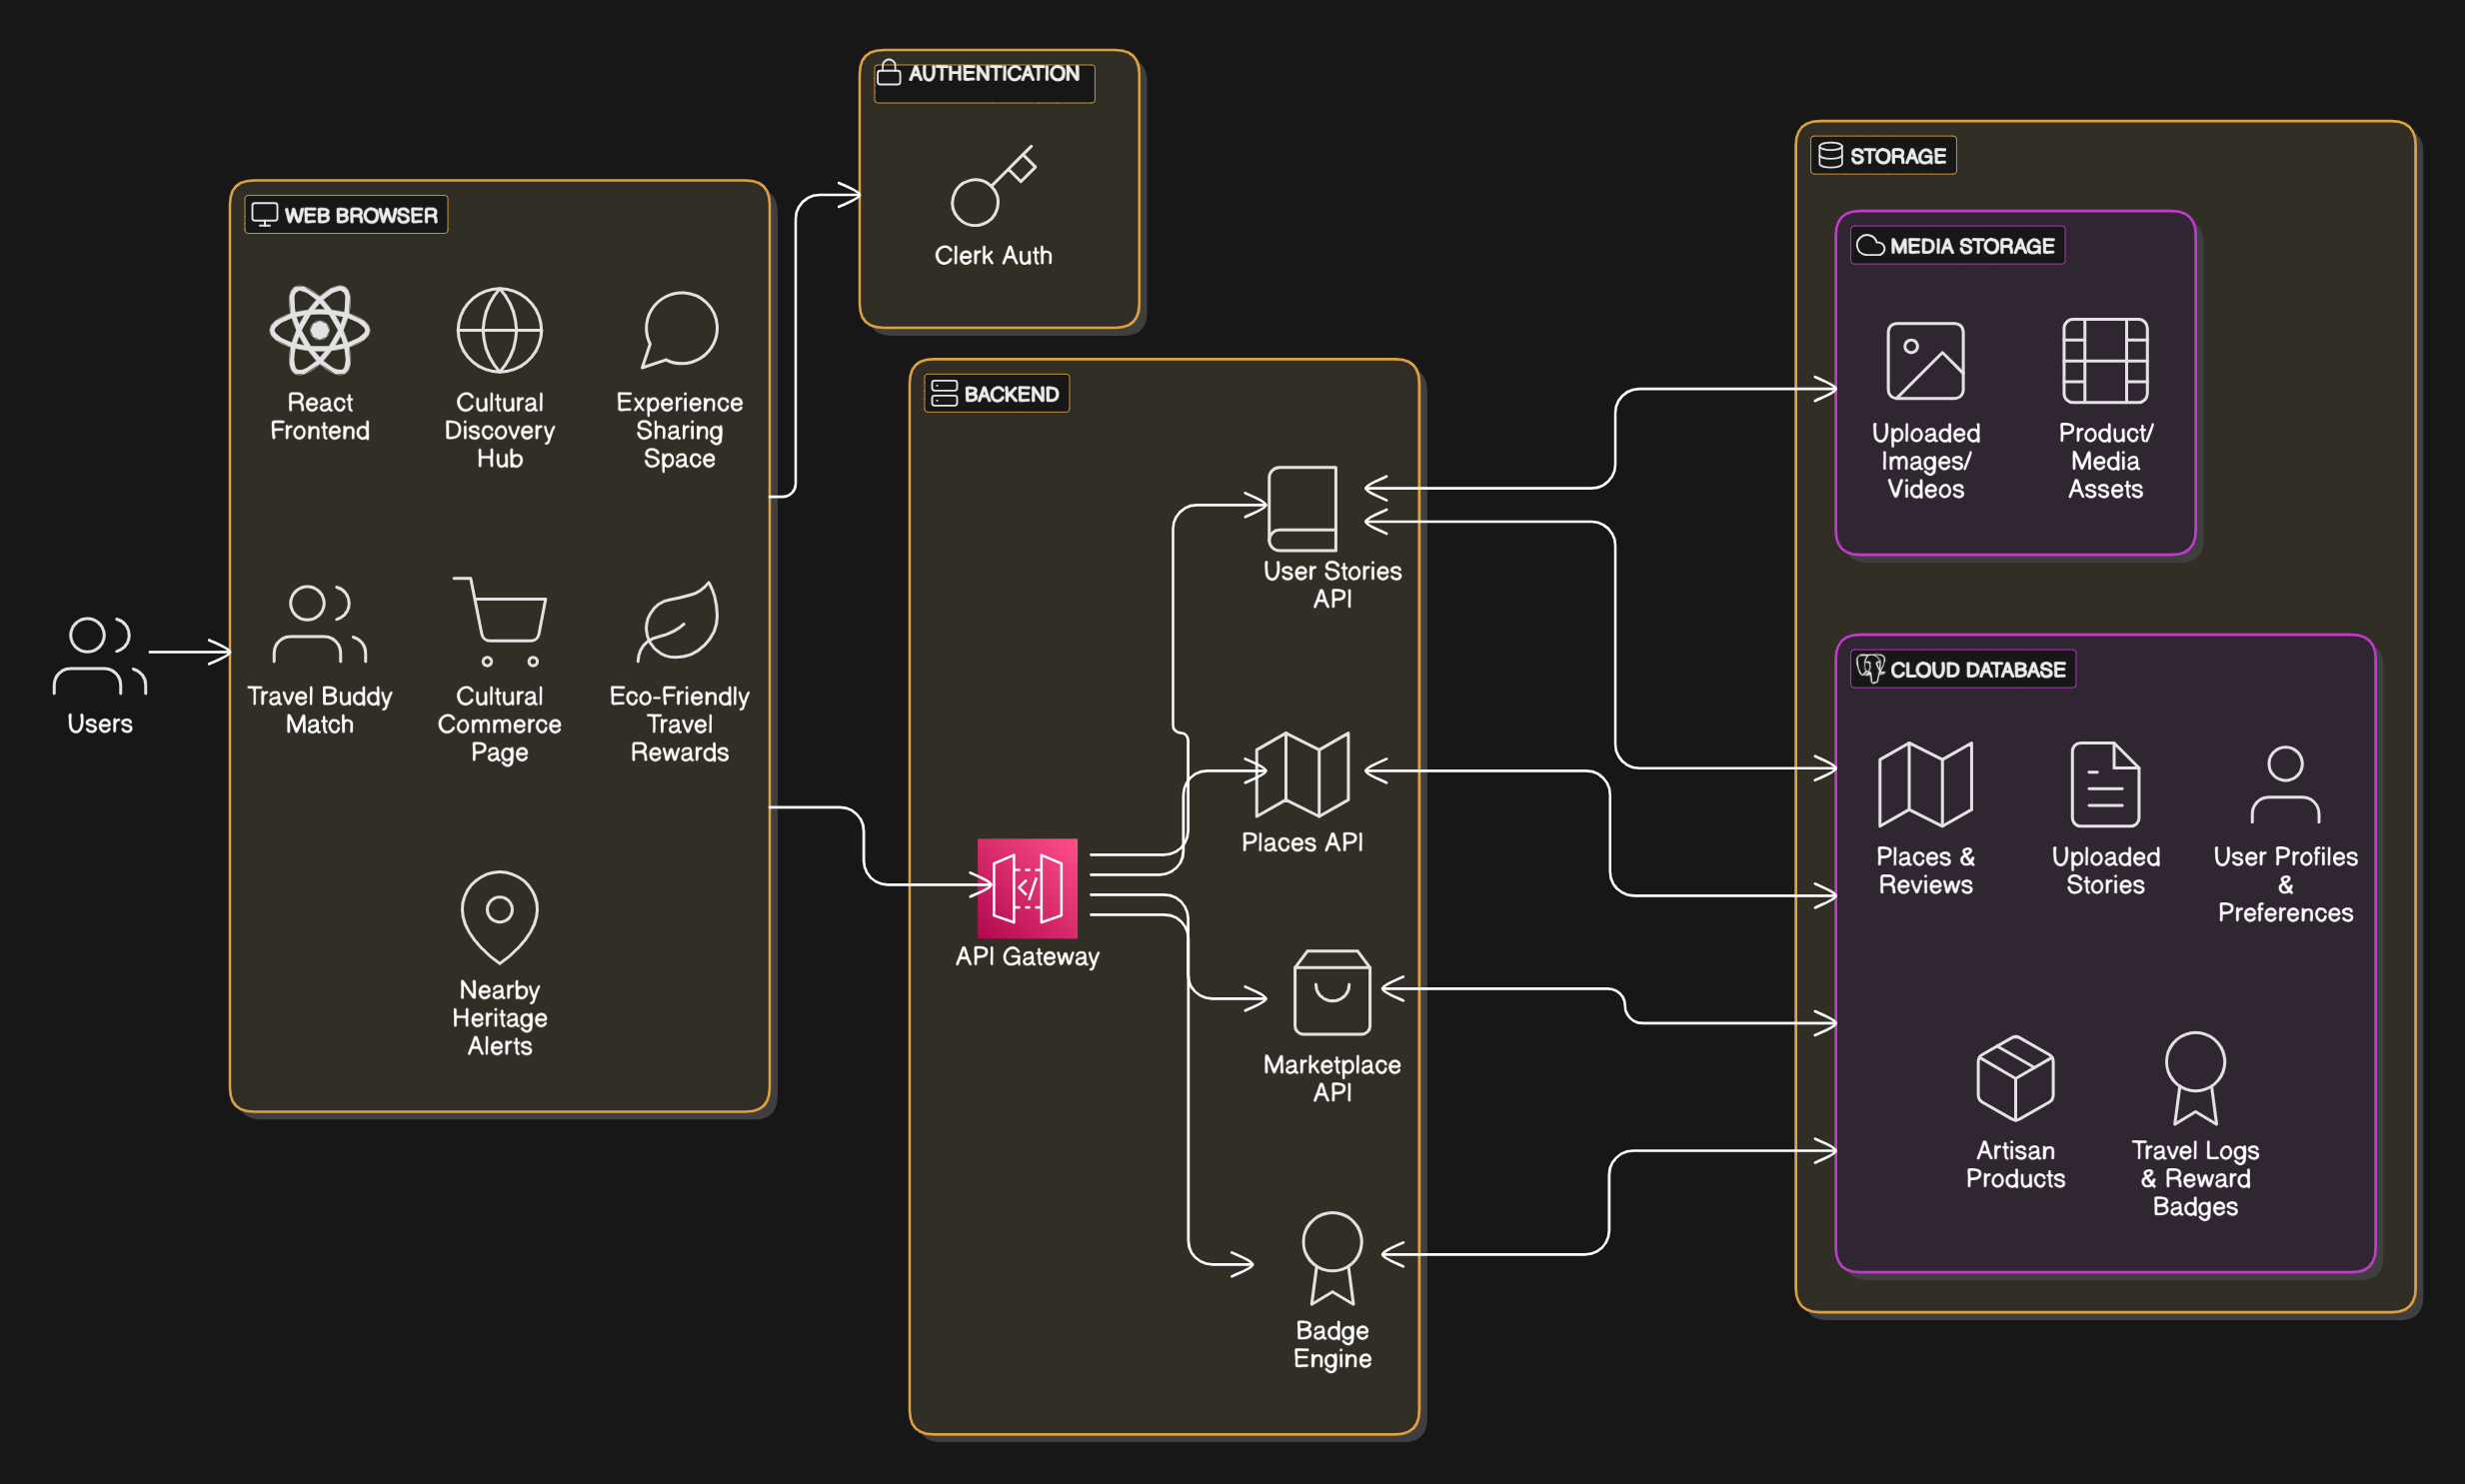 AUTHENTICATION
Clerk Auth
WEB BROWSER
React
Frontend
Cultural
Discovery
Hub
Experience
Sharing
Space
Users
Travel Buddy
Match
Cultural
Commerce
Page
Eco-Friendly
Travel
Rewards
Nearby
Heritage
Alerts
BACKEND
API Gateway
User Stories
API
Places API
Marketplace
API
Badge
Engine
STORAGE
MEDIA STORAGE
Uploaded
Images/
Videos
Product/
Media
Assets
CLOUD DATABASE
Places &
Reviews
Uploaded
Stories
User Profiles
&
Preferences
Artisan
Products
Travel Logs
& Reward
Badges